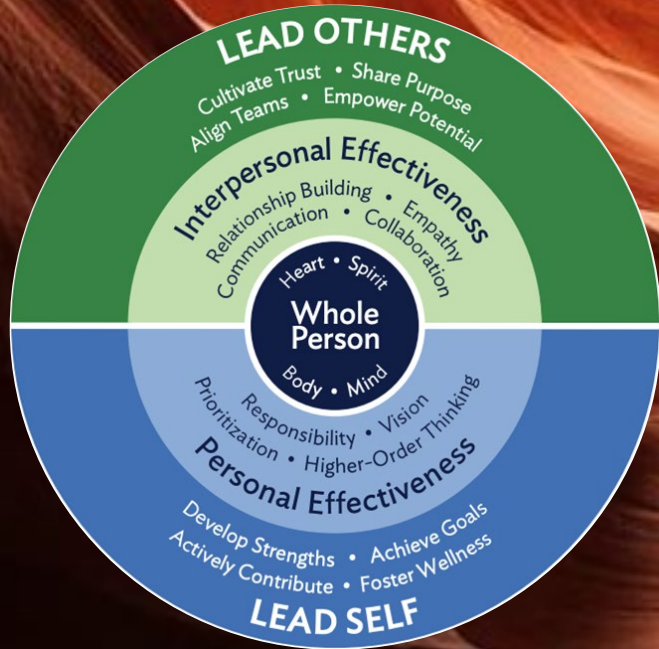 LEAD OTHERS
Cultivate Trust • Share Purpose
Align Teams • Empower Potential
Interpersonal Effectiveness
Relationship Building • Empathy
Communication • Collaboration
Heart • Spirit
Whole
Person
Body • Mind
Responsibility • Vision
Prioritization • Higher-Order Thinking
Personal Effectiveness
Develop Strengths • Achieve Goals
Actively Contribute • Foster Wellness
LEAD SELF